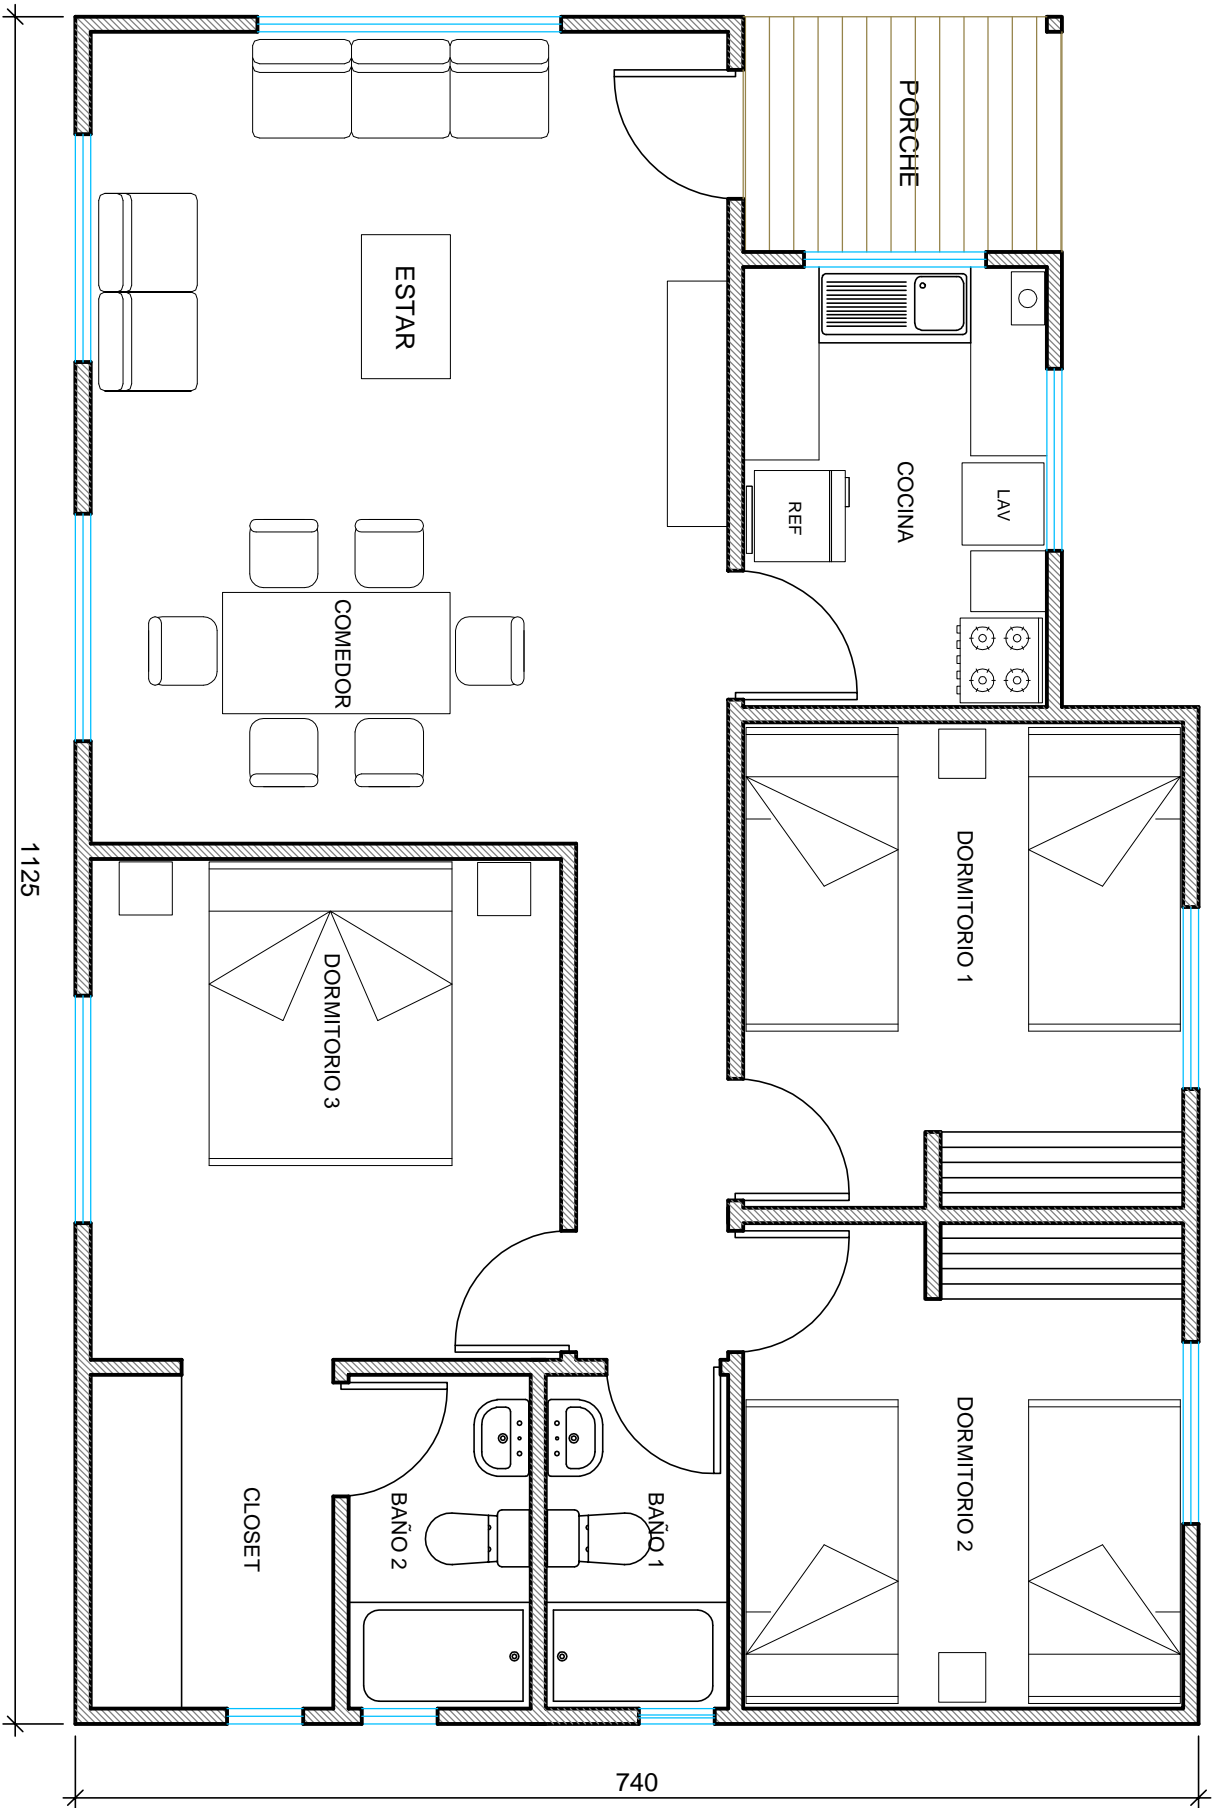 PORCHE
ESTAR
COCINA
LAV
REF
COMEDOR
DORMITORIO 1
1125
DORMITORIO 3
DORMITORIO 2
CLOSET
BAÑO 2
BAÑO 1
740